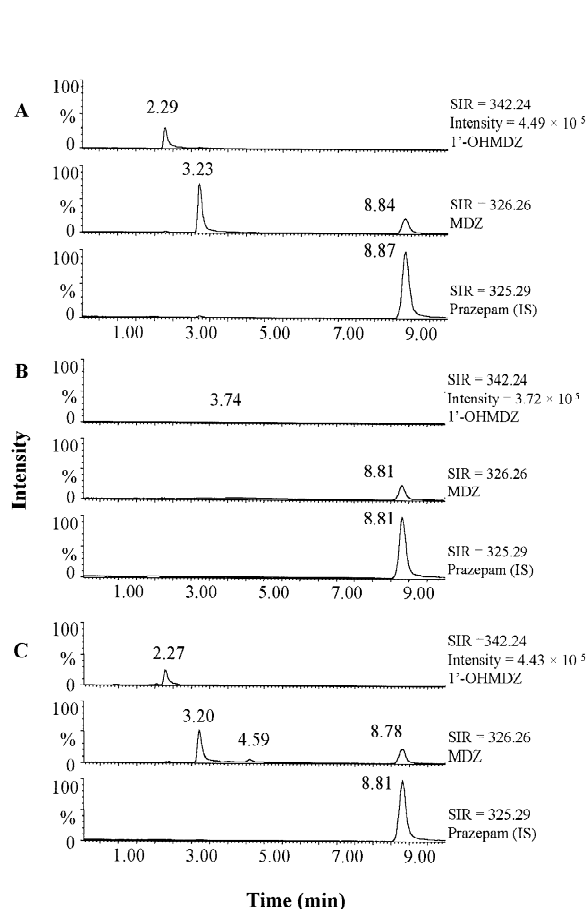 A
100
%
0
2.29
SIR = 342.24
Intensity = 4.49 × 10 5
1'-OHMDZ
100
%
0
3.23
8.84
SIR = 326.26
MDZ
100
%
0
8.87
SIR = 325.29
Prazepam (IS)
1.00 3.00 5.00 7.00 9.00
B
100
%
0
3.74
SIR = 342.24
Intensity = 3.72 × 10 5
1'-OHMDZ
100
%
0
8.81
SIR = 326.26
MDZ
100
%
0
8.81
SIR = 325.29
Prazepam (IS)
1.00 3.00 5.00 7.00 9.00
Intensity
C
100
%
0
2.27
SIR =342.24
Intensity = 4.43 × 10 5
1'-OHMDZ
100
%
0
3.20
4.59
8.78
SIR = 326.26
MDZ
100
%
0
8.81
SIR = 325.29
Prazepam (IS)
1.00 3.00 5.00 7.00 9.00
Time (min)